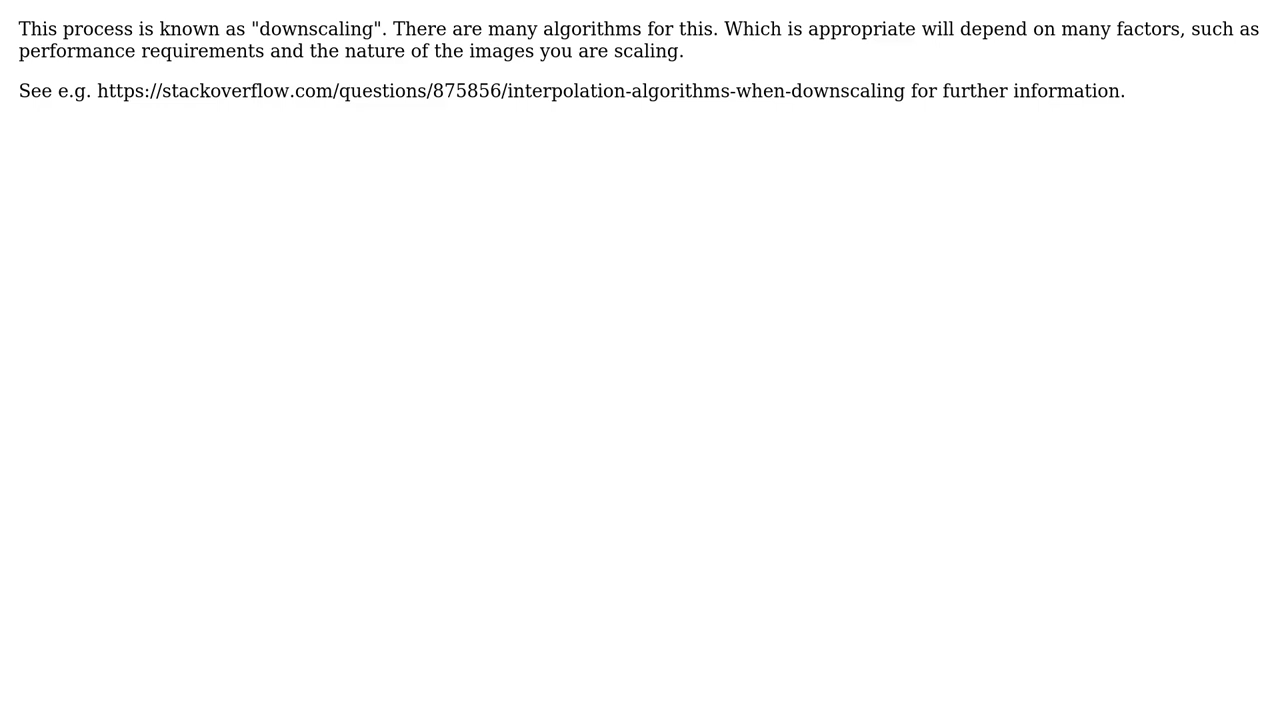 This process is known as "downscaling". There are many algorithms for this. Which is appropriate will depend on many factors, such as
performance requirements and the nature of the images you are scaling.
See e.g. https://stackoverflow.com/questions/875856/interpolation-algorithms-when-downscaling for further information.